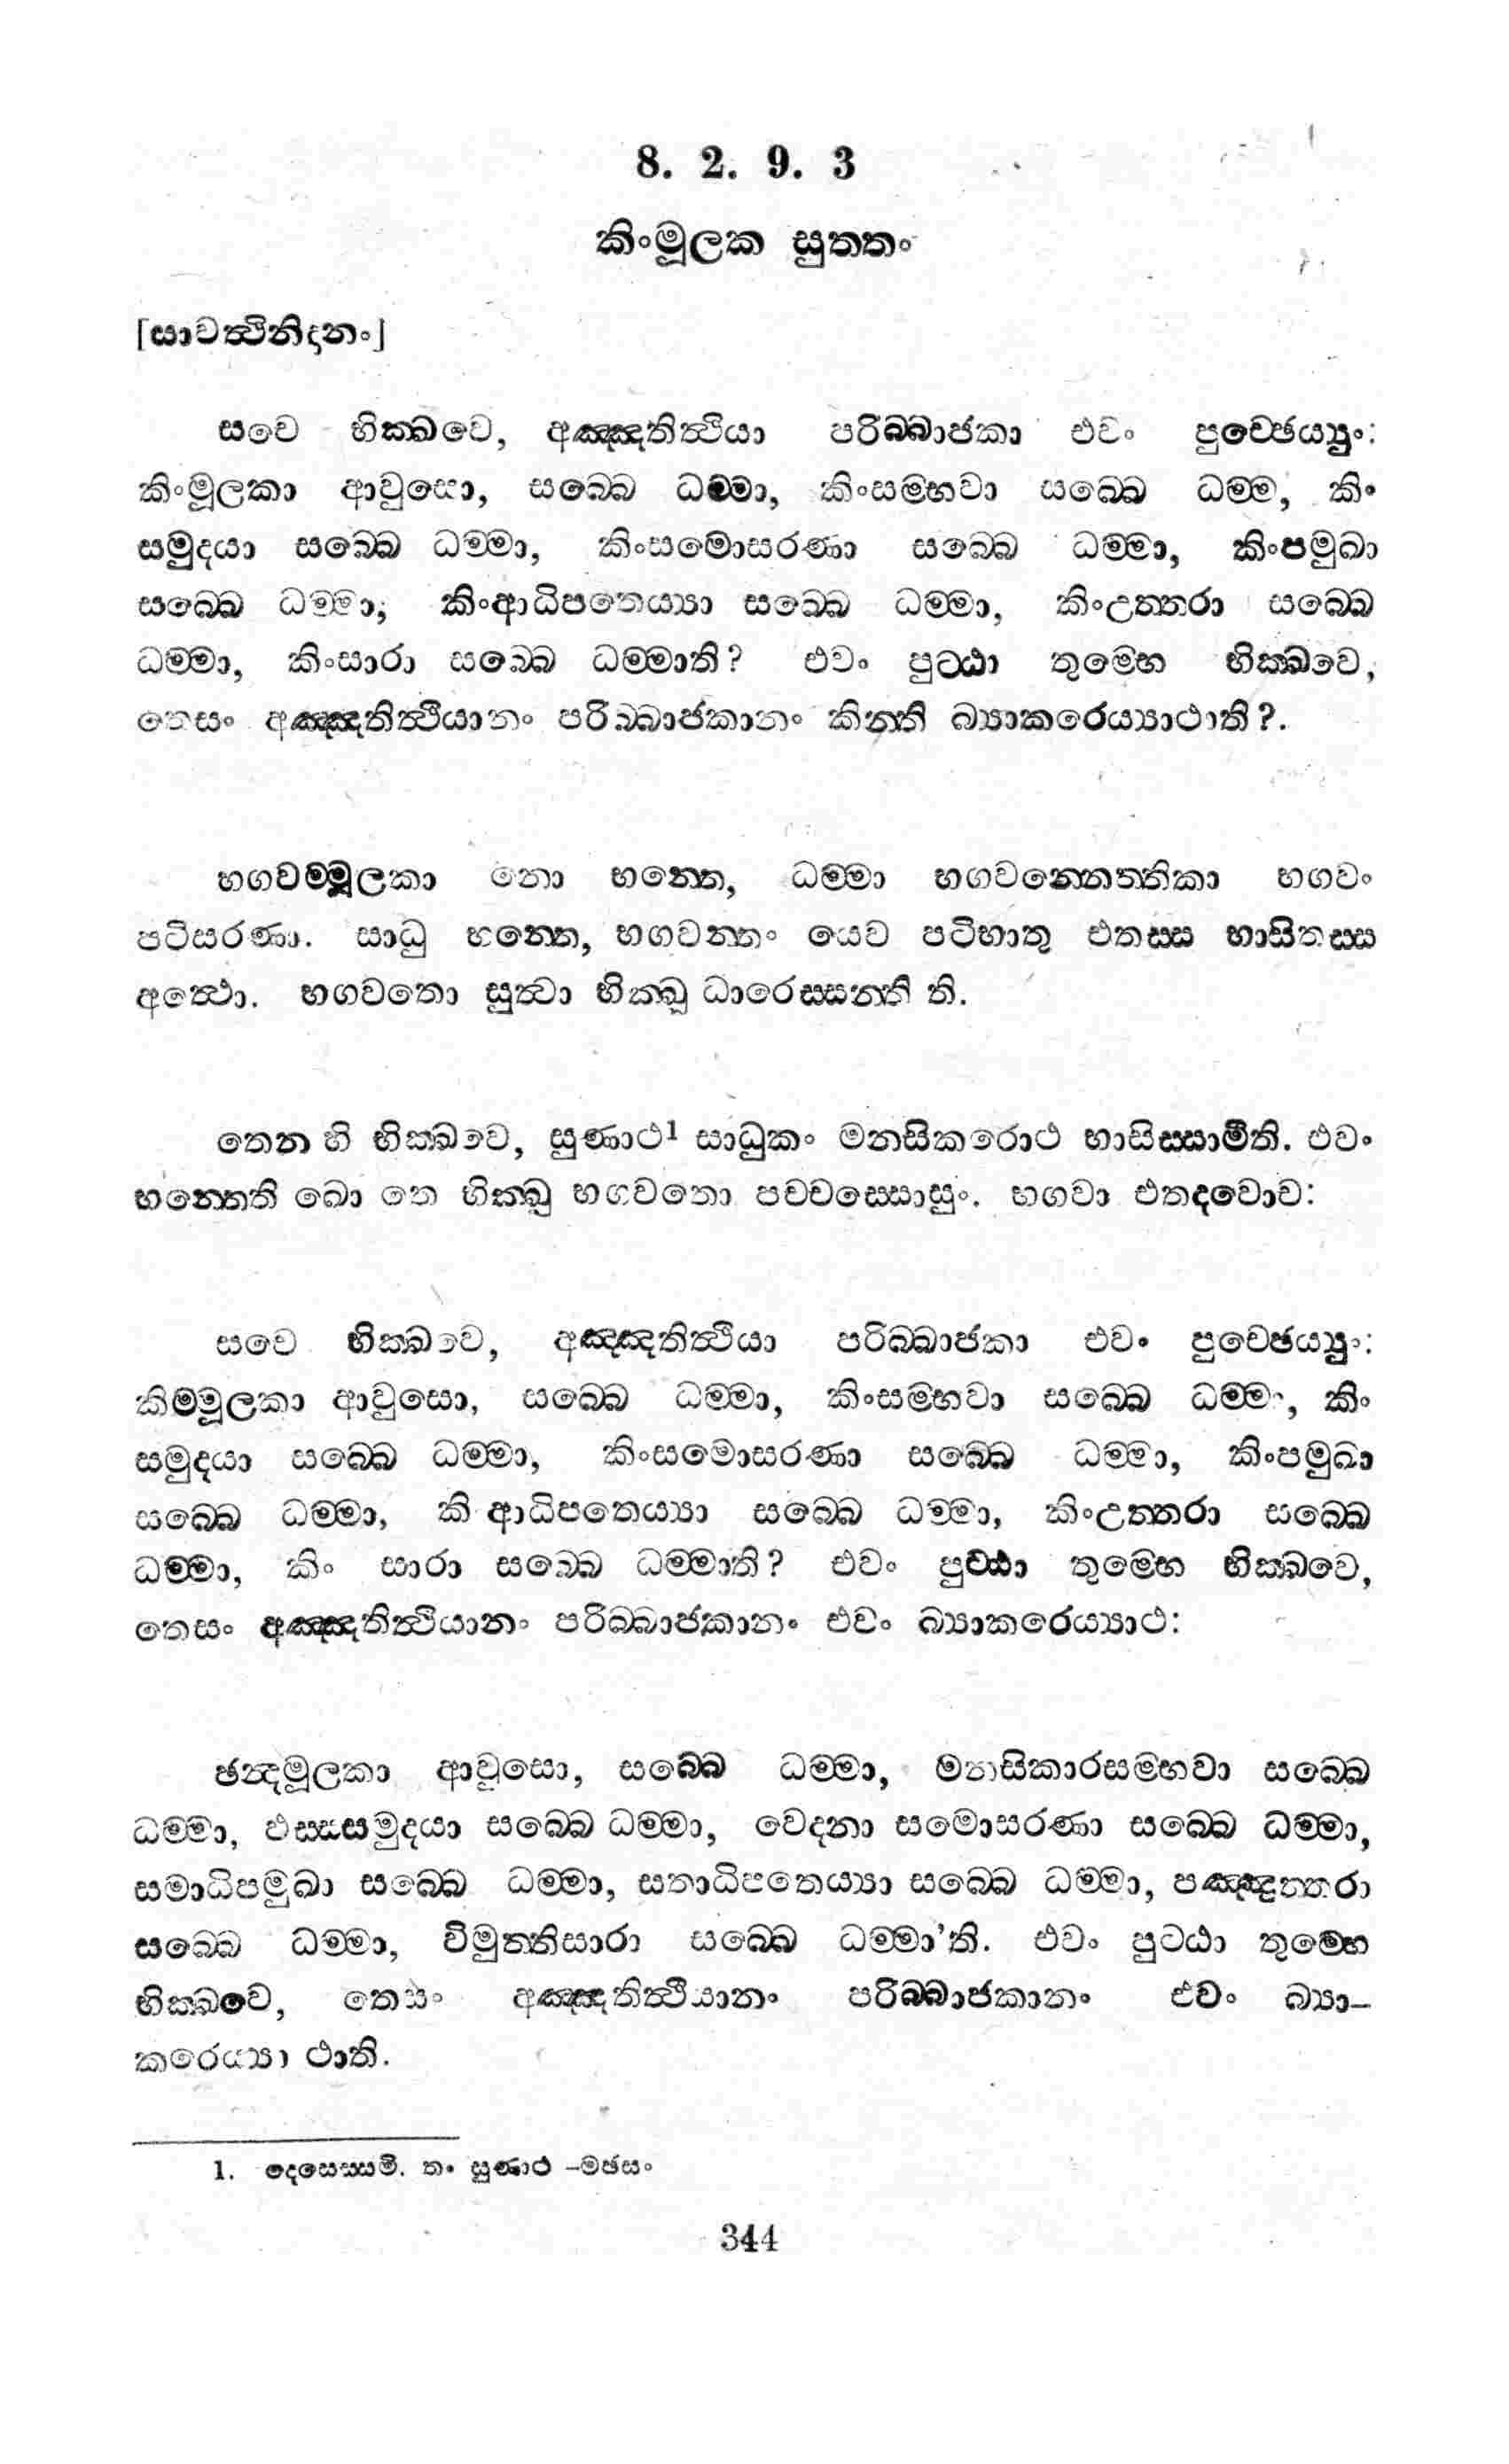 8. 2. 9. 3
කිංමූලක සුත්තං
[සාවත්ථිනිදානං]
සචෙ භික්ඛවෙ, අඤ්ඤතිත්ථියා පරිබ්බාජකා එවං පුච්ඡෙය්‍යුං:
කිංමූලකා ආවුසො, සබ්බෙ ධම්මා, කිංසම්භවා සබ්බෙ ධම්ම, කිං
සමුදයා සබ්බෙ ධම්මා, කිංසමොසරණා සබ්බෙ ධම්මා, කිංපමුඛා
සබ්බෙ ධම්මා, කිංආධිපතෙය්‍යා සබ්බෙ ධම්මා, කිංඋත්තරා සබ්බෙ
ධම්මා, කිංසාරා සබ්බෙ ධම්මාති? එවං පුට්ඨා තුම්හෙ භික්ඛවෙ,
තෙසං අඤ්ඤතිත්ථියානං පරිබ්බාජකානං කින්ති බ්‍යාකරෙය්‍යාථාති?.
භගවම්මූලකා නො භන්තෙ, ධම්මා භගවන්නෙත්තිකා භගවං
පටිසරණා. සාධු භන්තෙ, භගවන්තං යෙව පටිභාතු එතස්ස භාසිතස්ස
අත්ථො. භගවතො සුත්වා භික්ඛූ ධාරෙස්සන්ති ති.
තෙන හි භික්ඛවෙ, සුණාථ¹ සාධුකං මනසිකරොථ භාසිස්සාමීති. එවං
භන්තෙති ඛො තෙ භික්ඛු භගවතො පච්චස්සොසුං. භගවා එතදවොච:
සචෙ භික්ඛවෙ, අඤ්ඤතිත්ථියා පරිබ්බාජකා එවං පුච්ඡෙය්‍යුං:
කිම්මූලකා ආවුසො, සබ්බෙ ධම්මා, කිංසම්භවා සබ්බෙ ධම්මා, කිං
සමුදයා සබ්බෙ ධම්මා, කිංසමොසරණා සබ්බෙ ධම්මා, කිංපමුඛා
සබ්බෙ ධම්මා, කි ආධිපතෙය්‍යා සබ්බෙ ධම්මා, කිංඋත්තරා සබ්බෙ
ධම්මා, කිං සාරා සබ්බෙ ධම්මාති? එවං පුට්ඨා තුම්හෙ භික්ඛවෙ,
තෙසං අඤ්ඤතිත්ථියානං පරිබ්බාජකානං එවං බ්‍යාකරෙය්‍යාථ:
ඡන්දමූලකා ආවුසො, සබ්බෙ ධම්මා, මනාසිකාරසම්භවා සබ්බෙ
ධම්මා, ඵස්සසමුදයා සබ්බෙ ධම්මා, වෙදනා සමොසරණා සබ්බෙ ධම්මා,
සමාධිපමුඛා සබ්බෙ ධම්මා, සතාධිපතෙය්‍යා සබ්බෙ ධම්මා, පඤ්ඤුත්තරා
සබ්බෙ ධම්මා, විමුත්තිසාරා සබ්බෙ ධම්මා’ති. එවං පුට්ඨා තුම්හෙ
භික්ඛවෙ, තෙසං අඤ්ඤතිත්ථියානං පරිබ්බාජකානං එවං බ්‍යා–
කරෙය්‍යා ථාති.
1. දෙසෙස්සමි. තං සුණාථ –මඡසං
344